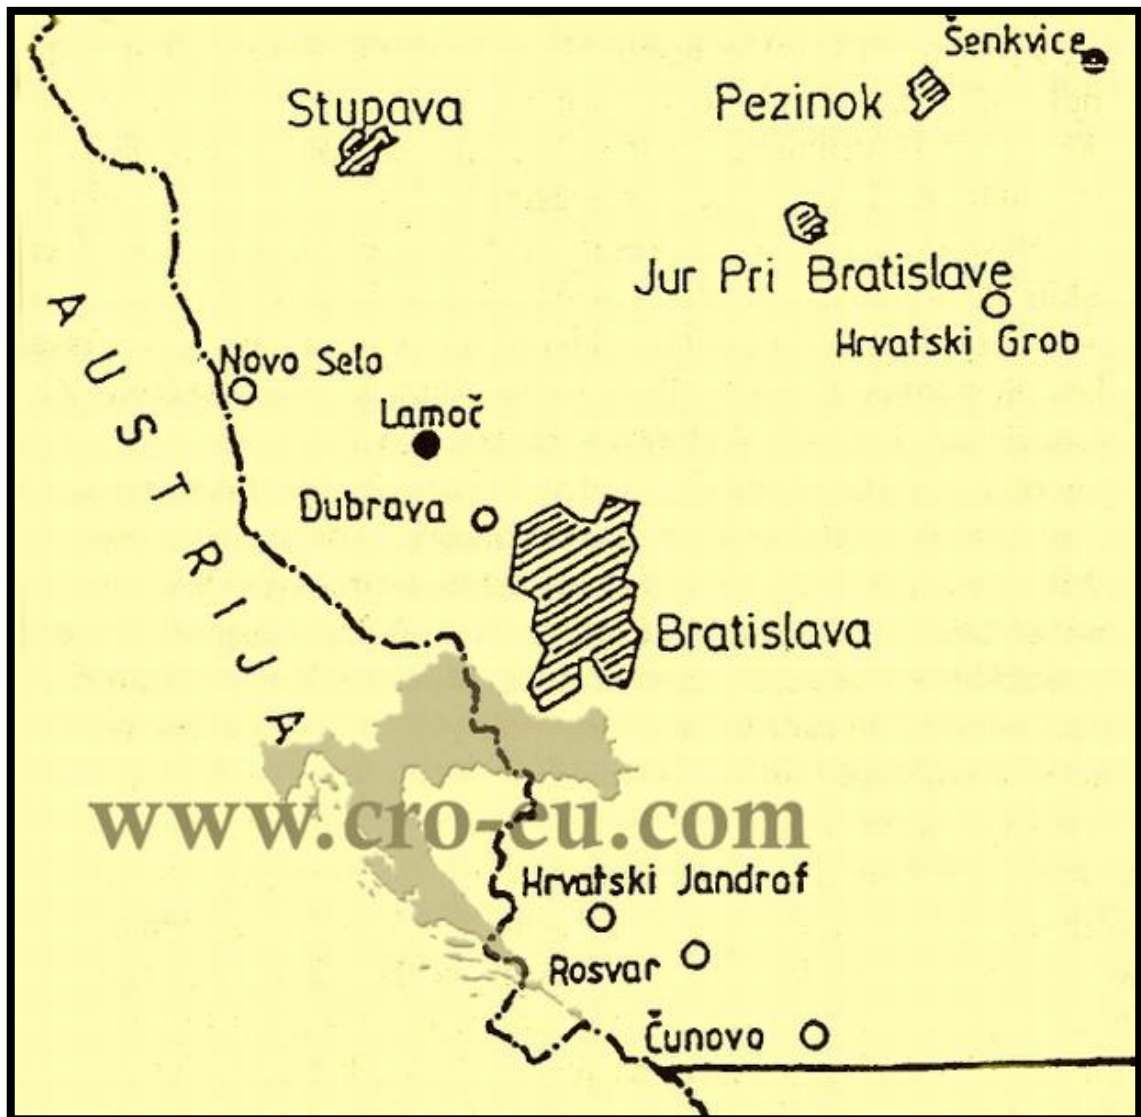 Šenkvice
Pezinok
Stupava
Jur Pri Bratislave
Hrvatski Grob
Novo Selo
AUSTRIJA
Lamoč
Dubrava
Bratislava
www.cro-eu.com
Hrvatski Jandrof
Rosvar
Čunovo